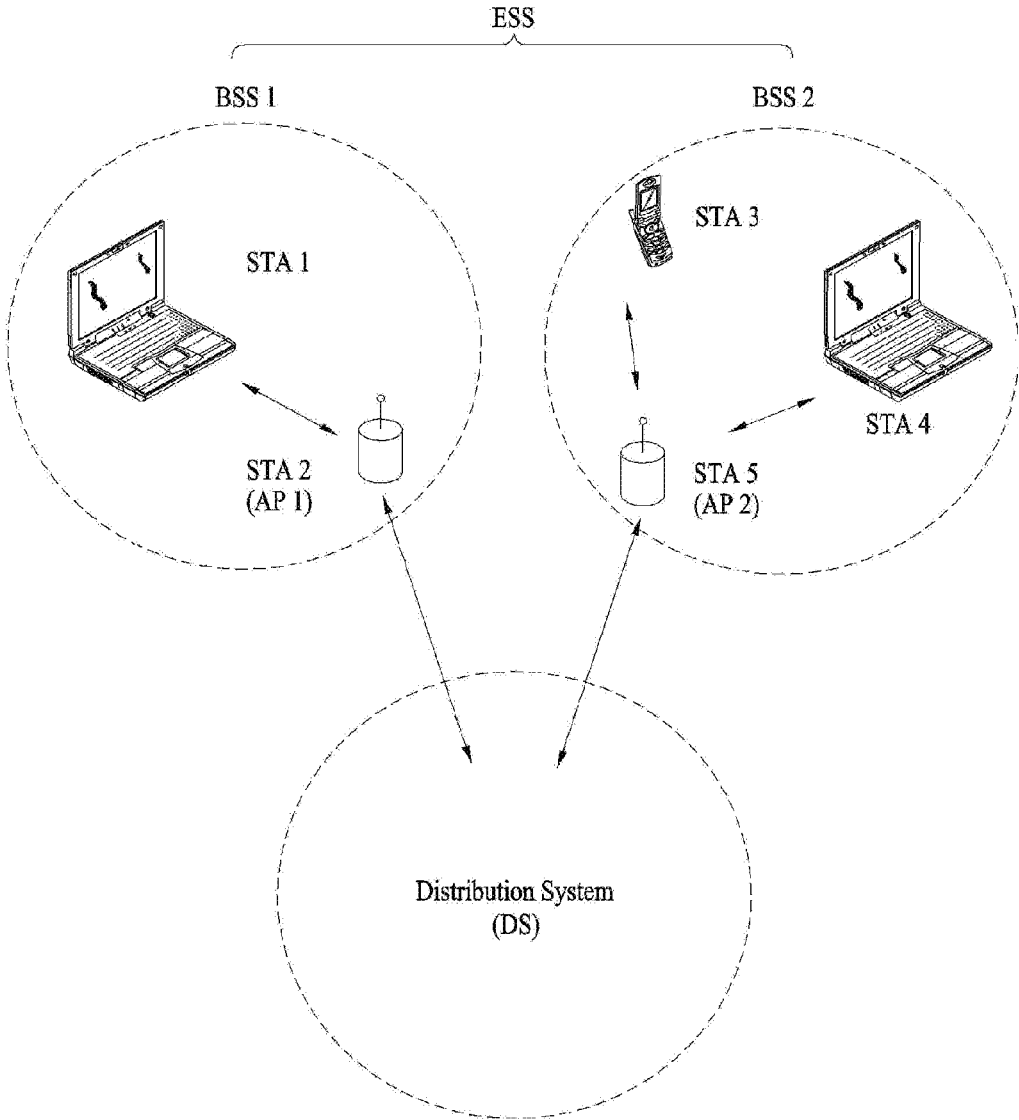 ESS
BSS 1
BSS 2
STA 1
STA 3
STA 2
(AP 1)
STA 4
STA 5
(AP 2)
Distribution System
(DS)